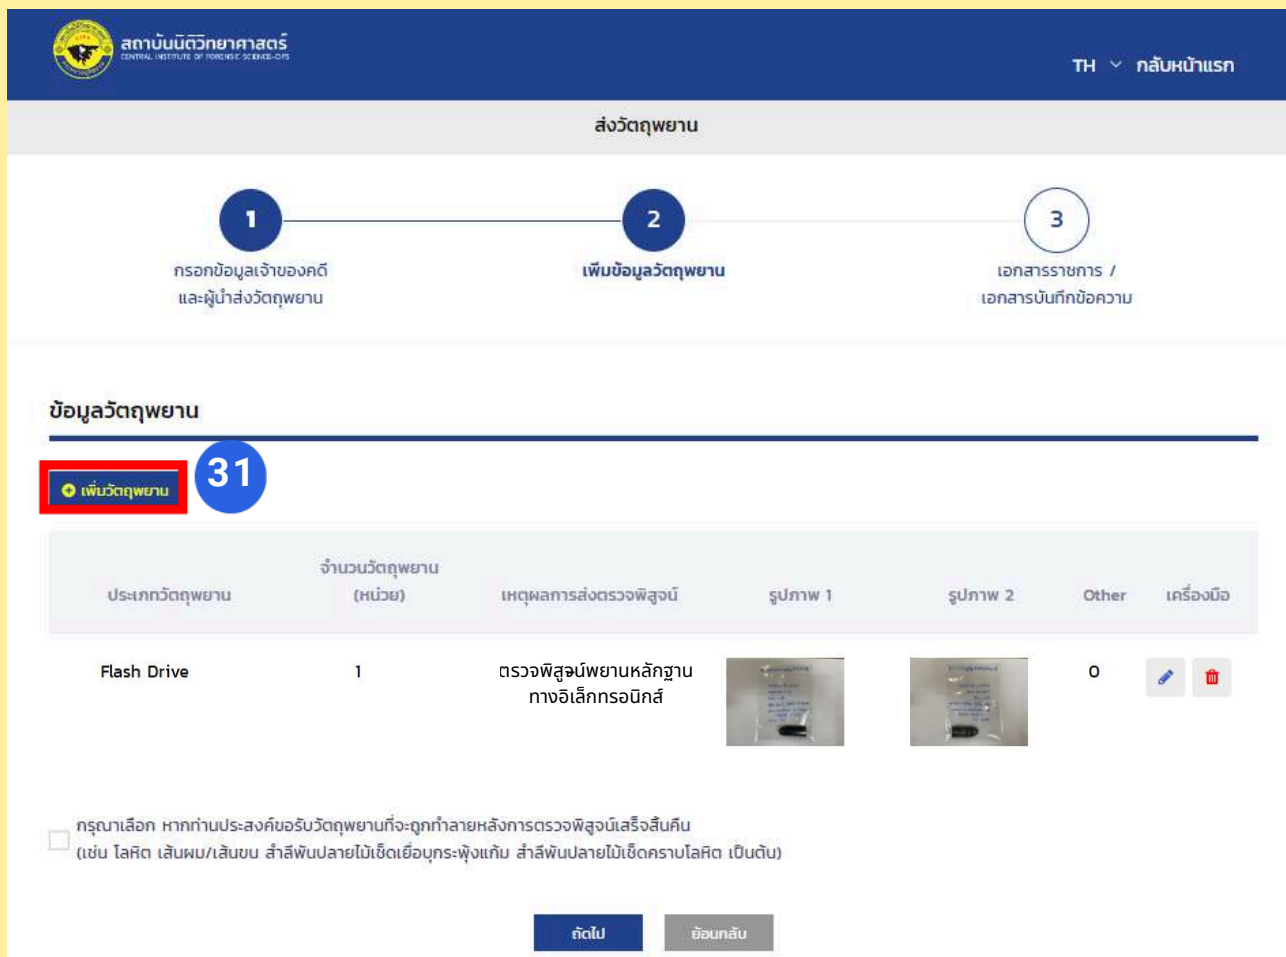 สถาบันนิติวิทยาศาสตร์
CENTRAL INSTITUTE OF FORENSIC SCIENCE-CIFS
TH กลับหน้าแรก
ส่งวัตถุพยาน
1
2
3
กรอกข้อมูลเจ้าของคดี
และผู้นำส่งวัตถุพยาน
เพิ่มข้อมูลวัตถุพยาน
เอกสารราชการ /
เอกสารบันทึกข้อความ
ข้อมูลวัตถุพยาน
เพิ่มวัตถุพยาน
31
ประเภทวัตถุพยาน
จำนวนวัตถุพยาน
(หน่วย)
เหตุผลการส่งตรวจพิสูจน์
รูปภาพ 1
รูปภาพ 2
Other
เครื่องมือ
Flash Drive
1
ตรวจพิสูจน์พยานหลักฐาน
ทางอิเล็กทรอนิกส์
0
กรุณาเลือก หากท่านประสงค์ขอรับวัตถุพยานที่จะถูกทำลายหลังการตรวจพิสูจน์เสร็จสิ้นคืน
(เช่น โลหิต เส้นผม/เส้นขน สำลีพันปลายไม้เช็ดเยื่อบุกระพุ้งแก้ม สำลีพันปลายไม้เช็ดคราบโลหิต เป็นต้น)
ถัดไป
ย้อนกลับ